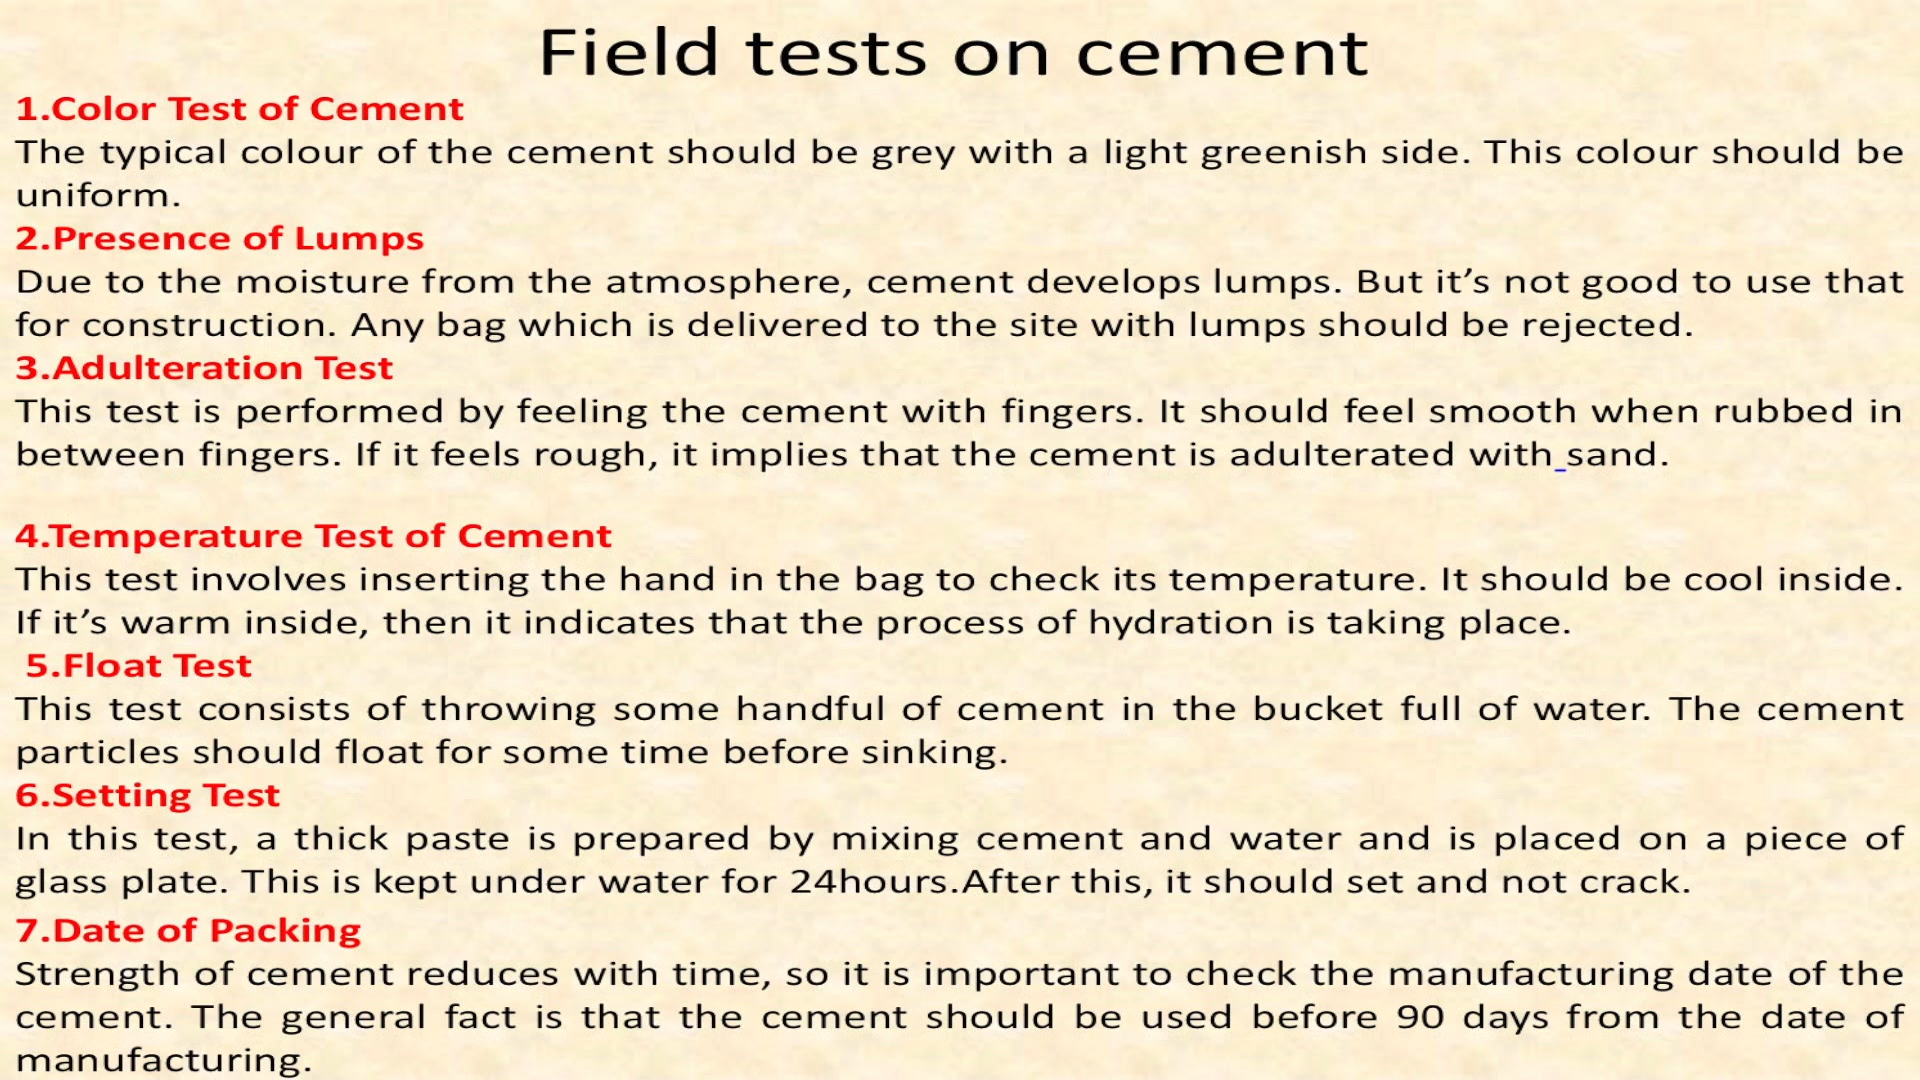 Field tests on cement
1.Color Test of Cement
The typical colour of the cement should be grey with a light greenish side. This colour should be
uniform.
2.Presence of Lumps
Due to the moisture from the atmosphere, cement develops lumps. But it’s not good to use that
for construction. Any bag which is delivered to the site with lumps should be rejected.
3.Adulteration Test
This test is performed by feeling the cement with fingers. It should feel smooth when rubbed in
between fingers. If it feels rough, it implies that the cement is adulterated with sand.
4.Temperature Test of Cement
This test involves inserting the hand in the bag to check its temperature. It should be cool inside.
If it’s warm inside, then it indicates that the process of hydration is taking place.
5.Float Test
This test consists of throwing some handful of cement in the bucket full of water. The cement
particles should float for some time before sinking.
6.Setting Test
In this test, a thick paste is prepared by mixing cement and water and is placed on a piece of
glass plate. This is kept under water for 24hours.After this, it should set and not crack.
7.Date of Packing
Strength of cement reduces with time, so it is important to check the manufacturing date of the
cement. The general fact is that the cement should be used before 90 days from the date of
manufacturing.